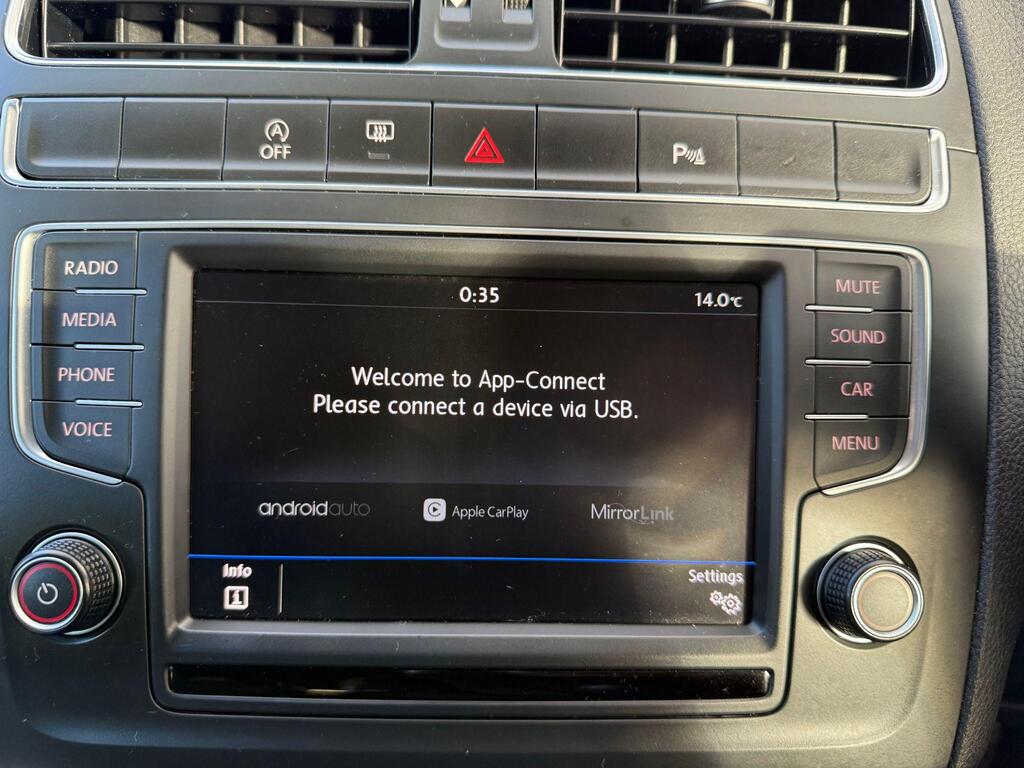 A
OFF
P
RADIO
MEDIA
PHONE
VOICE
0:35
14.0°C
Welcome to App-Connect
Please connect a device via USB.
androidauto
Apple CarPlay
MirrorLink
Info
i
Settings
MUTE
SOUND
CAR
MENU